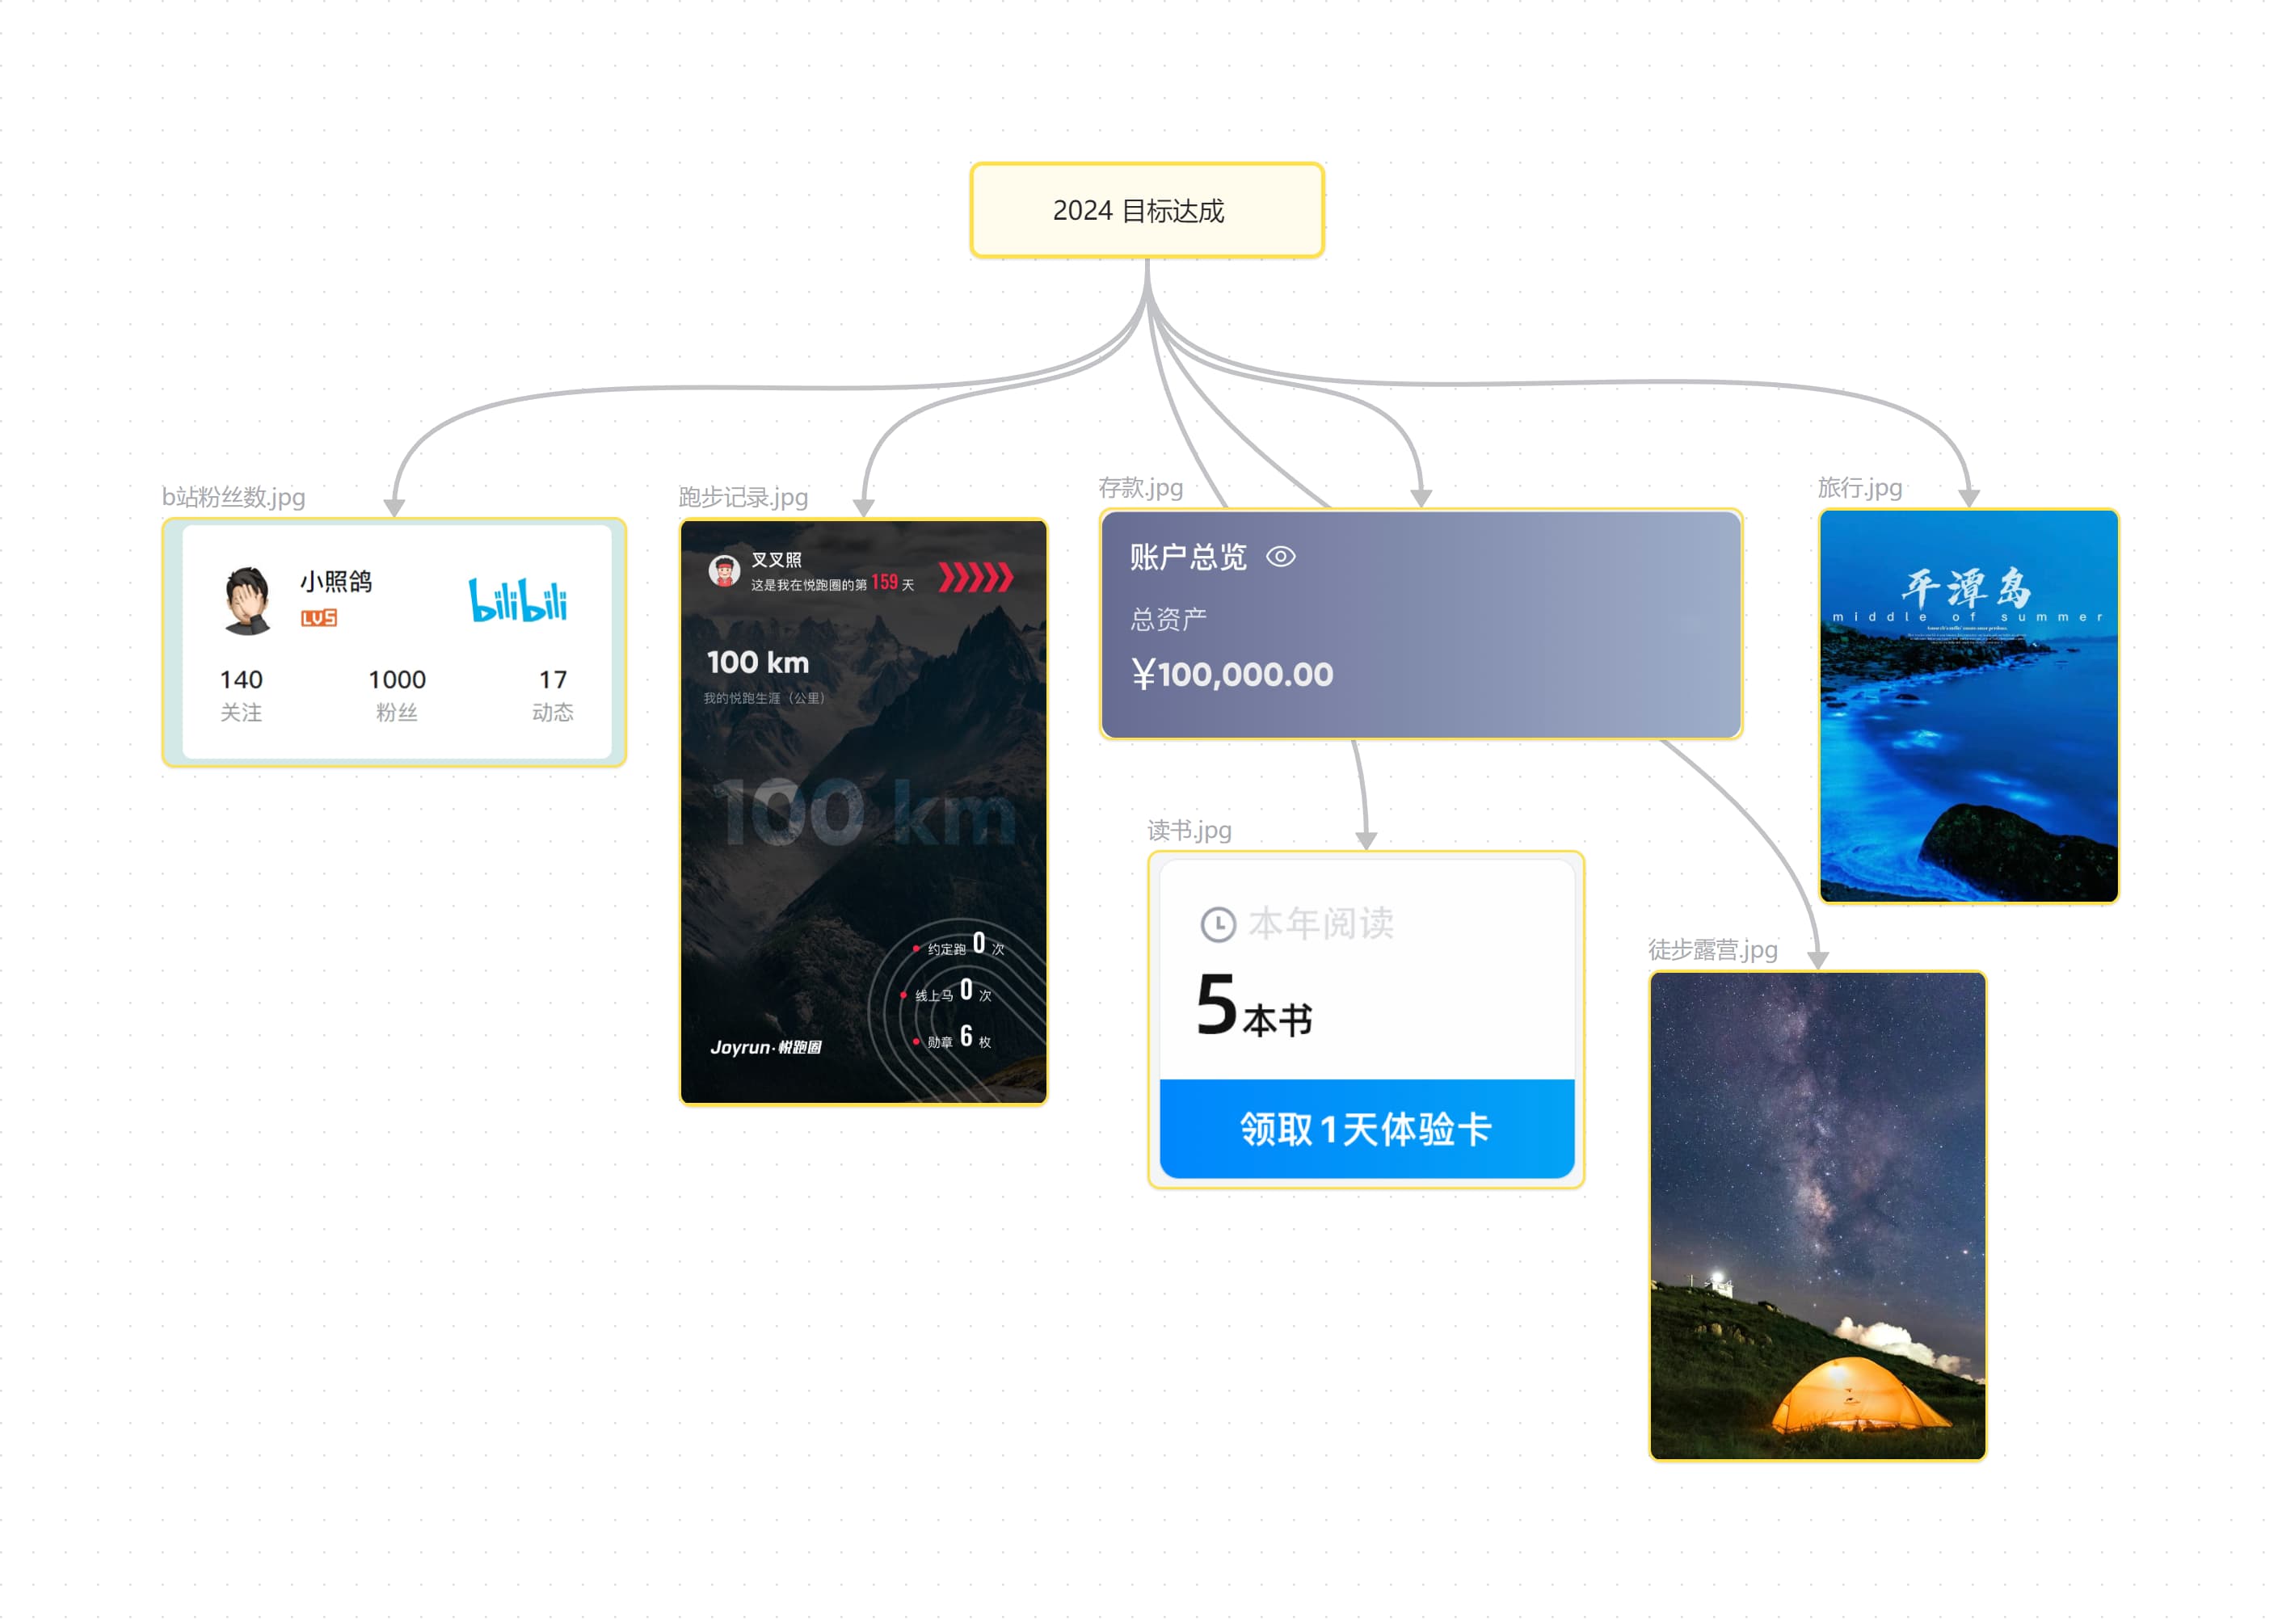 2024 目标达成
b站粉丝数.jpg
小照鸽
LV5
bilibili
140
1000
17
关注
粉丝
动态
跑步记录.jpg
叉叉照
这是我在悦跑圈的第 159 天
100 km
我的悦跑生涯（公里）
100 km
约定跑 0 次
线上马 0 次
勋章 6 枚
Joyrun·悦跑圈
存款.jpg
账户总览
总资产
¥100,000.00
读书.jpg
本年阅读
5本书
领取1天体验卡
旅行.jpg
平潭岛
middle of summer
徒步露营.jpg